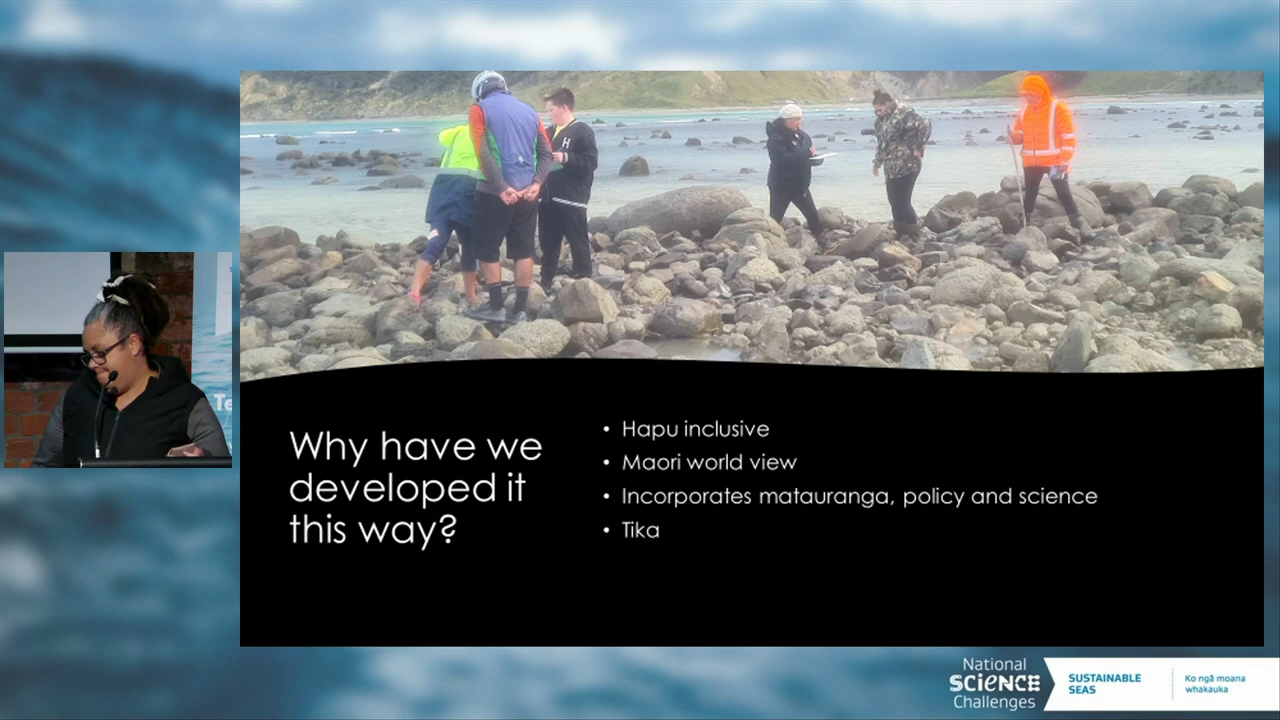 H
Te
Why have we
developed it
this way?
• Hapu inclusive
• Maori world view
• Incorporates matauranga, policy and science
• Tika
National
SCIENCE
Challenges
SUSTAINABLE
SEAS
Ko ngā moana
whakauka